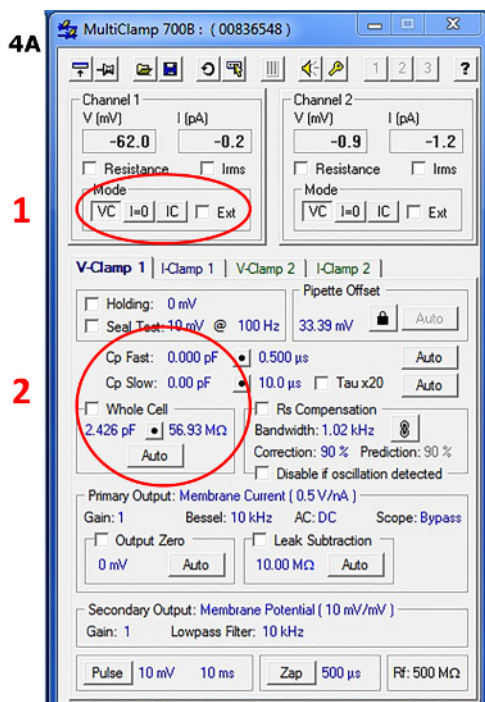 4A
MultiClamp 700B : ( 00836548 )
1 2 3 ?
Channel 1
V (mV) I (pA)
-62.0 -0.2
Resistance Irms
Mode
VC I=0 IC Ext
Channel 2
V (mV) I (pA)
-0.9 -1.2
Resistance Irms
Mode
VC I=0 IC Ext
1
V-Clamp 1 I-Clamp 1 V-Clamp 2 I-Clamp 2
Holding: 0 mV
Seal Test: 10 mV @ 100 Hz
Pipette Offset
33.39 mV Auto
Cp Fast: 0.000 pF 0.500 µs Auto
Cp Slow: 0.00 pF 10.0 µs Tau x20 Auto
2
Whole Cell
2.426 pF 56.93 MΩ
Auto
Rs Compensation
Bandwidth: 1.02 kHz
Correction: 90 % Prediction: 90 %
Disable if oscillation detected
Primary Output: Membrane Current ( 0.5 V/nA )
Gain: 1 Bessel: 10 kHz AC: DC Scope: Bypass
Output Zero
0 mV Auto
Leak Subtraction
10.00 MΩ Auto
Secondary Output: Membrane Potential ( 10 mV/mV )
Gain: 1 Lowpass Filter: 10 kHz
Pulse 10 mV 10 ms Zap 500 µs Rf: 500 MΩ